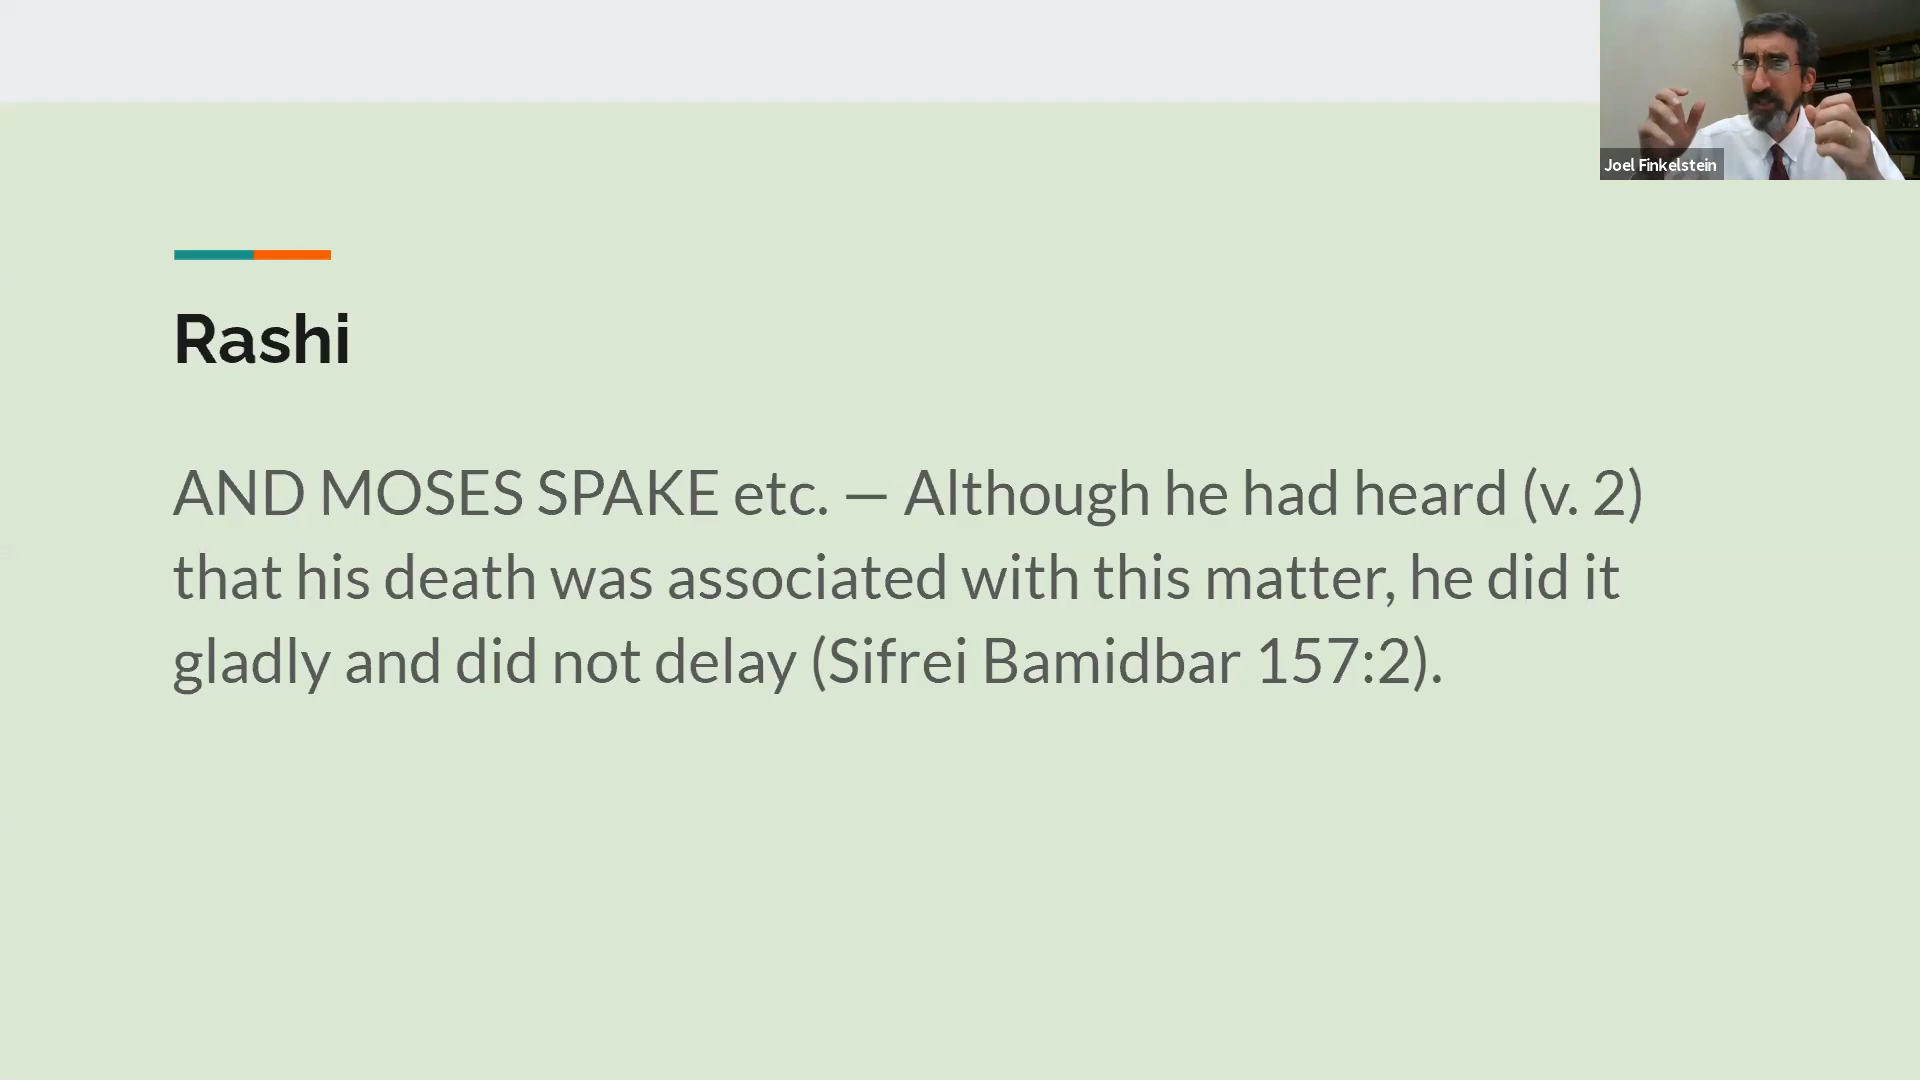 Joel Finkelstein
Rashi
AND MOSES SPAKE etc. — Although he had heard (v. 2)
that his death was associated with this matter, he did it
gladly and did not delay (Sifrei Bamidbar 157:2).